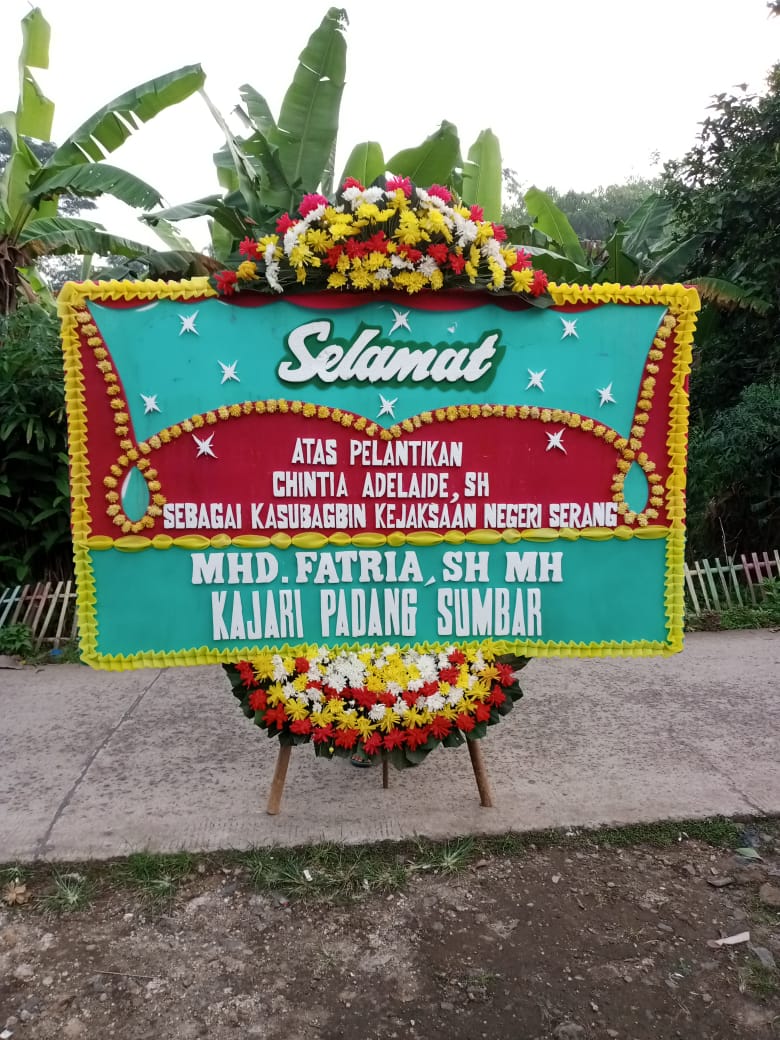 Selamat
ATAS PELANTIKAN
CHINTIA ADELAIDE, SH
SEBAGAI KASUBAGBIN KEJAKSAAN NEGERI SERANG
MHD. FATRIA, SH MH
KAJARI PADANG SUMBAR